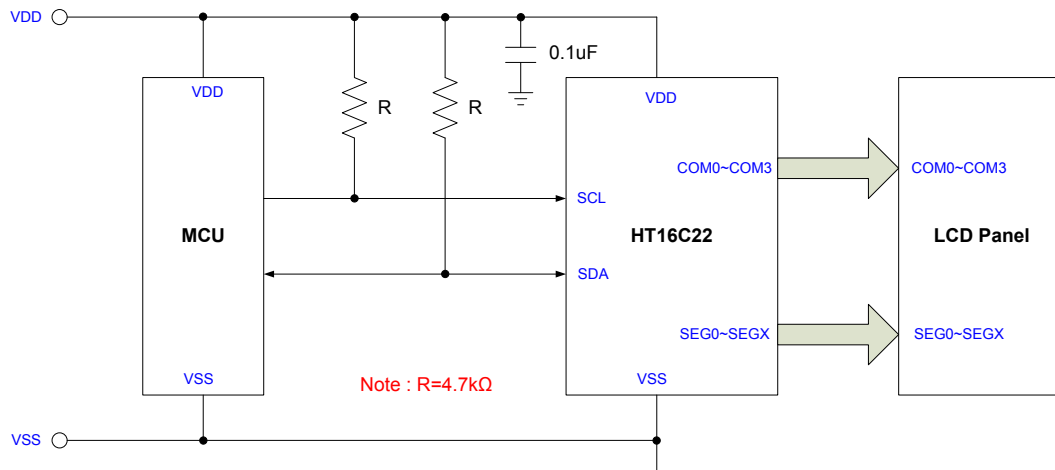 VDD
0.1uF
VDD
R
R
VDD
COM0~COM3
COM0~COM3
SCL
MCU
HT16C22
LCD Panel
SDA
SEG0~SEGX
SEG0~SEGX
VSS
Note : R=4.7kΩ
VSS
VSS